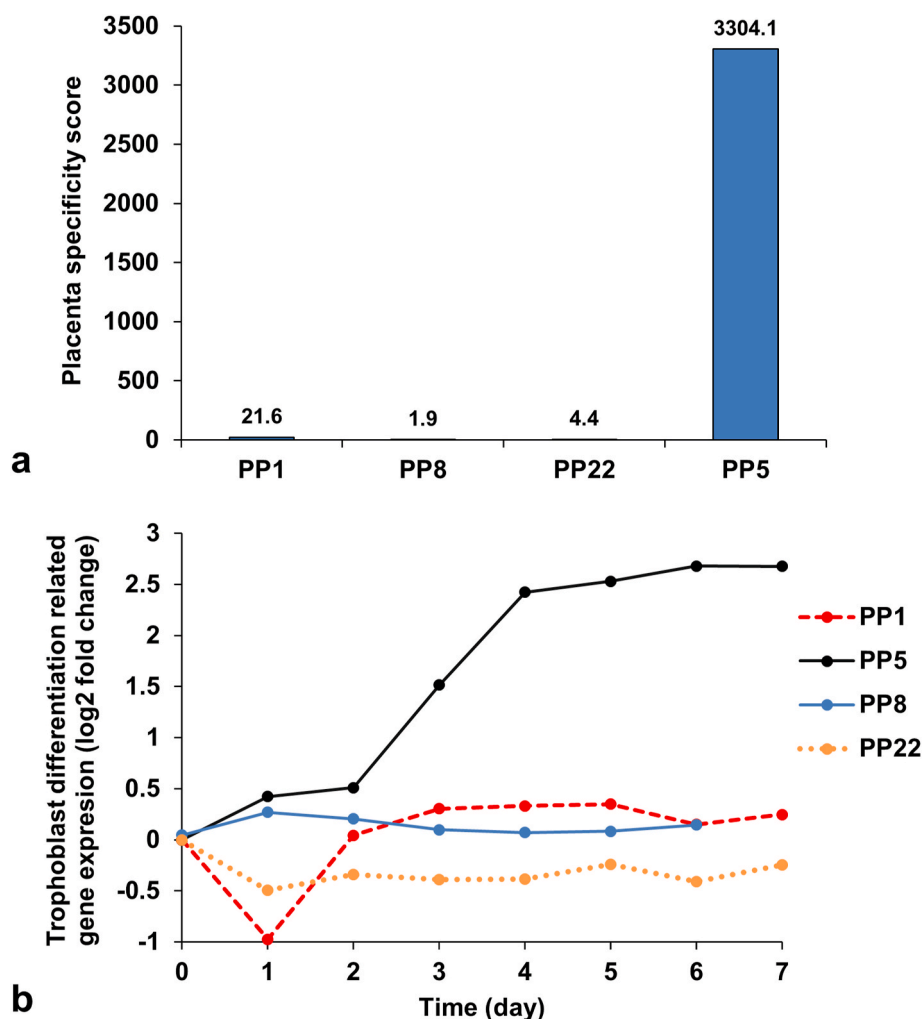 3500
3000
2500
2000
1500
1000
500
0
Placenta specificity score
3304.1
21.6
1.9
4.4
PP1 PP8 PP22 PP5
a
3
2.5
2
1.5
1
0.5
0
-0.5
-1
Trophoblast differentiation related
gene expresion (log2 fold change)
PP1
PP5
PP8
PP22
0 1 2 3 4 5 6 7
Time (day)
b